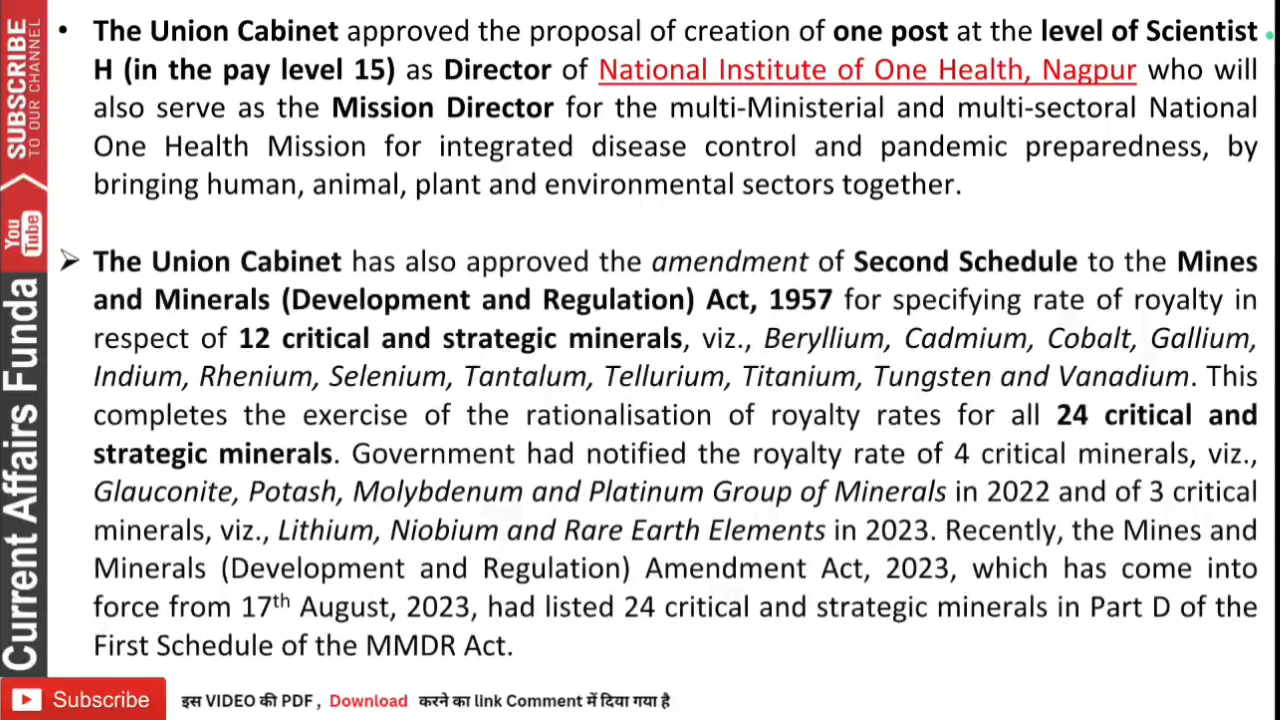 • The Union Cabinet approved the proposal of creation of one post at the level of Scientist
H (in the pay level 15) as Director of National Institute of One Health, Nagpur who will
also serve as the Mission Director for the multi-Ministerial and multi-sectoral National
One Health Mission for integrated disease control and pandemic preparedness, by
bringing human, animal, plant and environmental sectors together.
➢ The Union Cabinet has also approved the amendment of Second Schedule to the Mines
and Minerals (Development and Regulation) Act, 1957 for specifying rate of royalty in
respect of 12 critical and strategic minerals, viz., Beryllium, Cadmium, Cobalt, Gallium,
Indium, Rhenium, Selenium, Tantalum, Tellurium, Titanium, Tungsten and Vanadium. This
completes the exercise of the rationalisation of royalty rates for all 24 critical and
strategic minerals. Government had notified the royalty rate of 4 critical minerals, viz.,
Glauconite, Potash, Molybdenum and Platinum Group of Minerals in 2022 and of 3 critical
minerals, viz., Lithium, Niobium and Rare Earth Elements in 2023. Recently, the Mines and
Minerals (Development and Regulation) Amendment Act, 2023, which has come into
force from 17th August, 2023, had listed 24 critical and strategic minerals in Part D of the
First Schedule of the MMDR Act.
SUBSCRIBE
TO OUR CHANNEL
You
Tube
Current Affairs Funda
Subscribe
इस VIDEO की PDF , Download करने का link Comment में दिया गया है